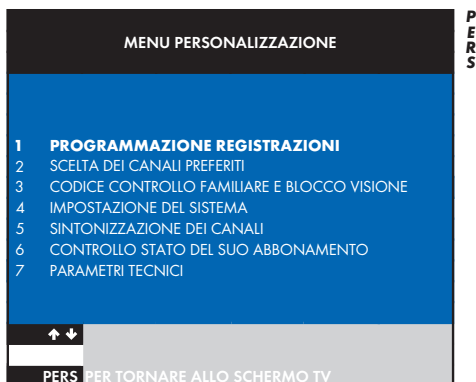 MENU PERSONALIZZAZIONE
1 PROGRAMMAZIONE REGISTRAZIONI
2 SCELTA DEI CANALI PREFERITI
3 CODICE CONTROLLO FAMILIARE E BLOCCO VISIONE
4 IMPOSTAZIONE DEL SISTEMA
5 SINTONIZZAZIONE DEI CANALI
6 CONTROLLO STATO DEL SUO ABBONAMENTO
7 PARAMETRI TECNICI
PERS PER TORNARE ALLO SCHERMO TV
P
E
R
S